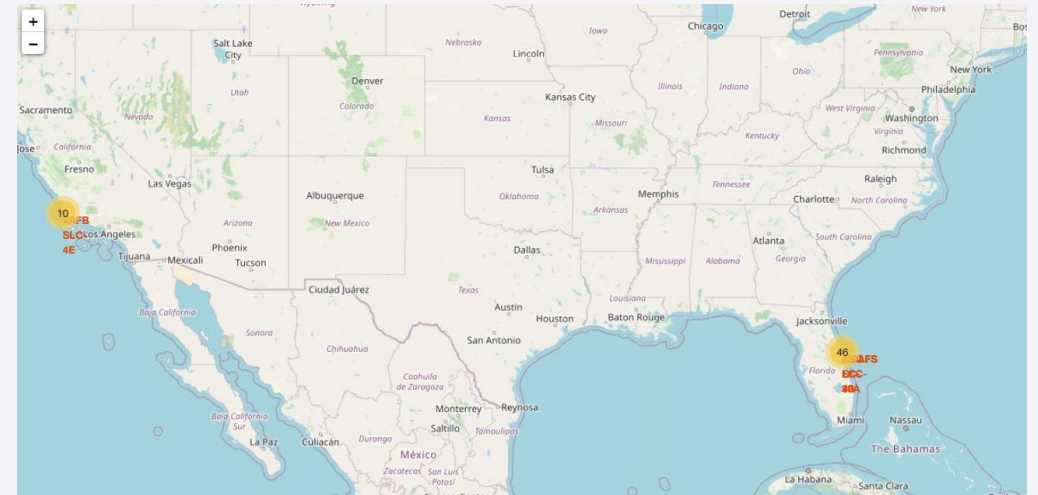 +
−
Wyoming
Iowa
Chicago
Detroit
New York
Bos
Salt Lake
City
Nebraska
Lincoln
Pennsylvania
Ohio
New York
Denver
Utah
Colorado
Kansas City
Illinois
Indiana
Philadelphia
Sacramento
Nevada
Kansas
Missouri
West Virginia
Washington
Virginia
Kentucky
Jose
California
Richmond
Fresno
Las Vegas
Tulsa
Raleigh
Albuquerque
Oklahoma
Memphis
Tennessee
Charlotte
North Carolina
10
AFB
SLC-
4E
Los Angeles
Arizona
New Mexico
Arkansas
Phoenix
Atlanta
South Carolina
Tijuana
Mexicali
Tucson
Dallas
Mississippi
Alabama
Georgia
Ciudad Juárez
Texas
Louisiana
Baja California
Austin
Houston
Baton Rouge
Jacksonville
Sonora
San Antonio
Chihuahua
46
AFS
Florida
Coahuila
de Zaragoza
Baja California
Sur
Monterrey
Reynosa
Miami
Nassau
Saltillo
Tamaulipas
La Paz
Culiacán
Durango
México
The Bahamas
Zacatecas
San Luis
Potosí
La Habana
Santa Clara